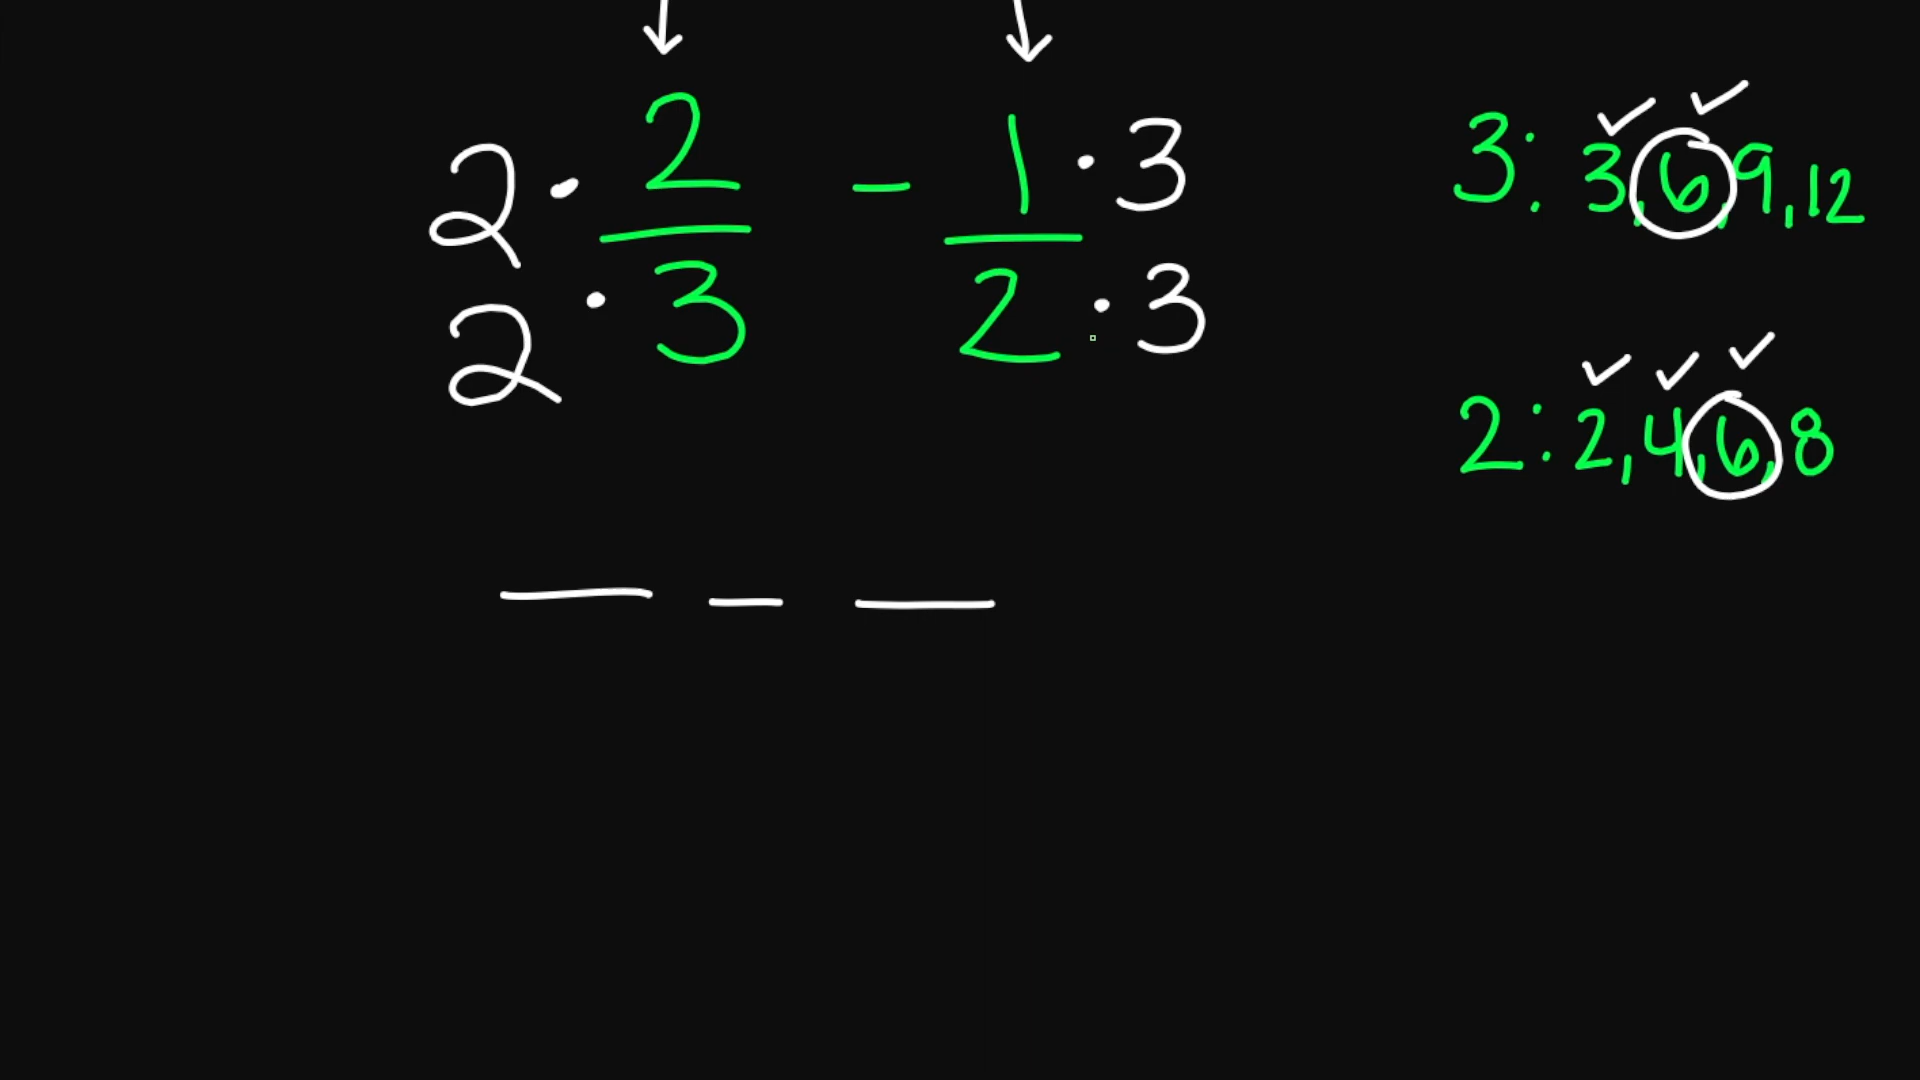 2 · 2/3 - 1/2 · 3
2 · 3
3: 3, 6, 9, 12
2: 2, 4, 6, 8
—